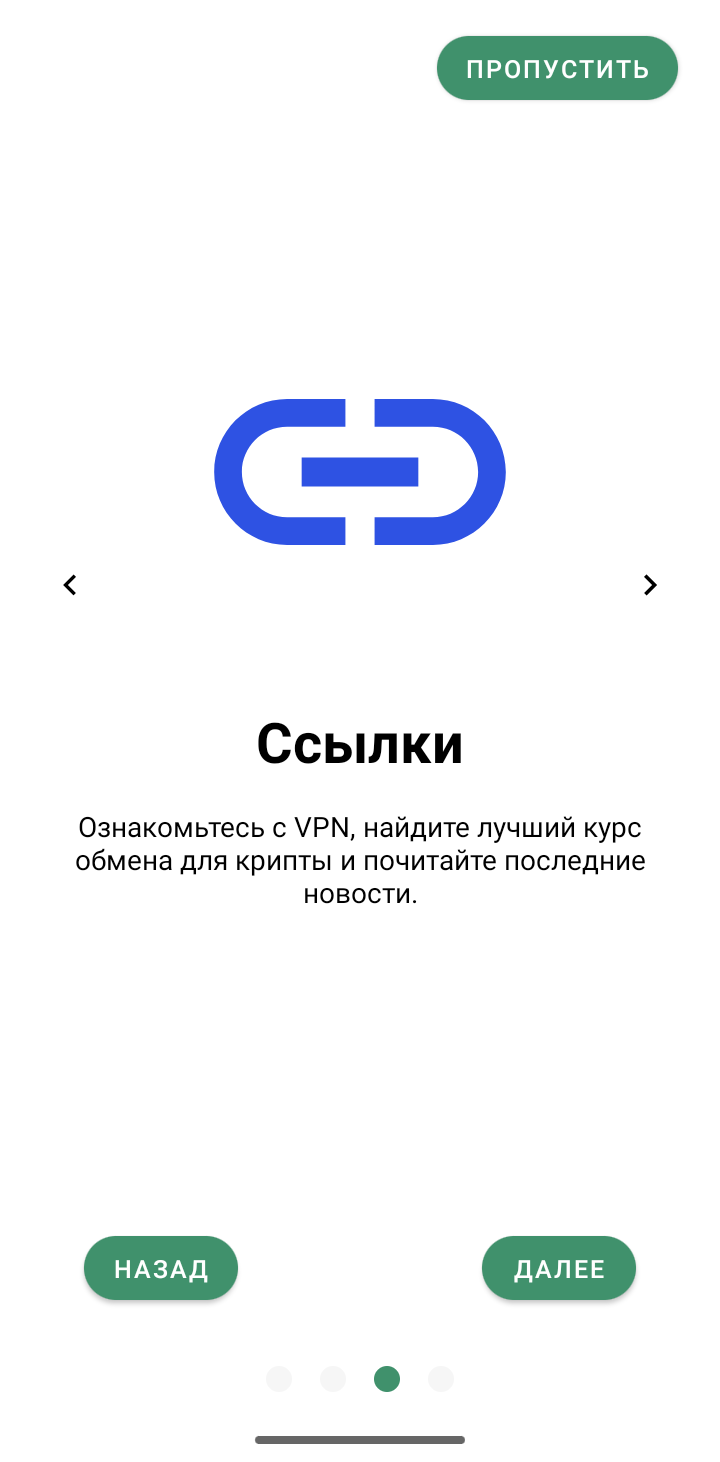 ПРОПУСТИТЬ
Ссылки
Ознакомьтесь с VPN, найдите лучший курс
обмена для крипты и почитайте последние
новости.
НАЗАД
ДАЛЕЕ